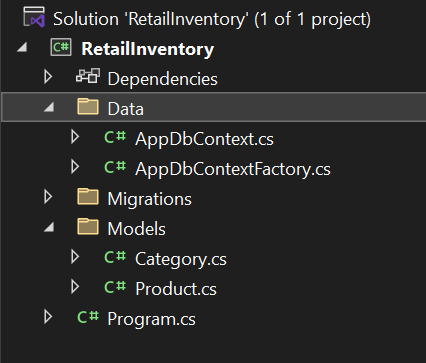 Solution 'RetailInventory' (1 of 1 project)
C# RetailInventory
Dependencies
Data
C# AppDbContext.cs
C# AppDbContextFactory.cs
Migrations
Models
C# Category.cs
C# Product.cs
C# Program.cs